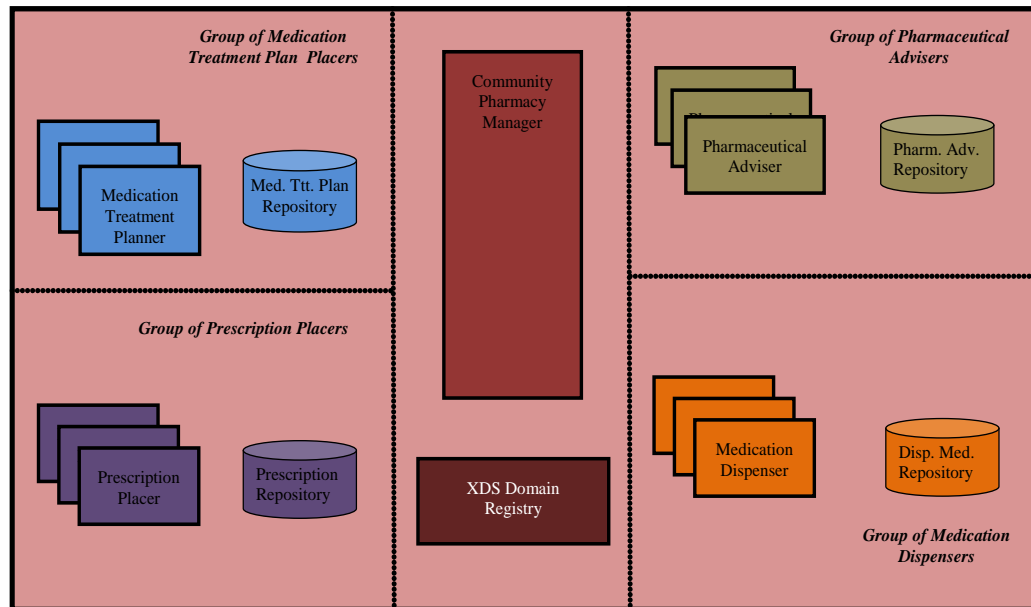 Group of Medication
Treatment Plan Placers
Medication
Treatment
Planner
Med. Ttt. Plan
Repository
Group of Prescription Placers
Prescription
Placer
Prescription
Repository
Community
Pharmacy
Manager
XDS Domain
Registry
Group of Pharmaceutical
Advisers
Pharmaceutical
Adviser
Pharm. Adv.
Repository
Medication
Dispenser
Disp. Med.
Repository
Group of Medication
Dispensers